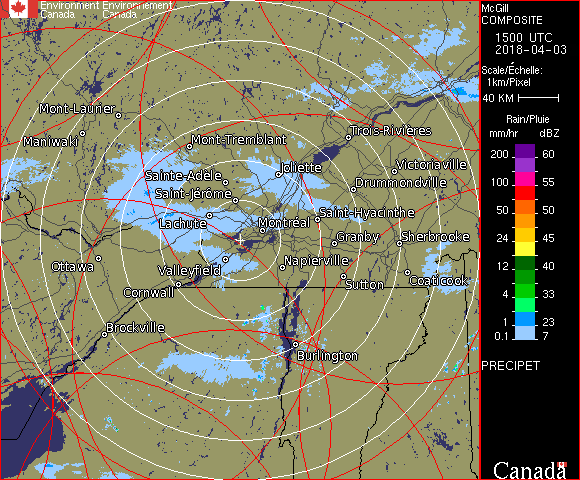 Environment Environnement
Canada Canada
McGill
COMPOSITE
1500 UTC
2018-04-03
Scale/Échelle:
1km/Pixel
40 KM
Rain/Pluie
mm/hr dBZ
200 60
100 55
50 50
24 45
12 40
4 33
1 23
0.1 7
PRECIPET
Mont-Laurier
Maniwaki
Mont-Tremblant
Trois-Rivières
Sainte-Adèle
Joliette
Victoriaville
Saint-Jérôme
Drummondville
Lachute
Montréal
Saint-Hyacinthe
Granby
Sherbrooke
Ottawa
Valleyfield
Napierville
Cornwall
Sutton
Coaticook
Brockville
Burlington
Canada